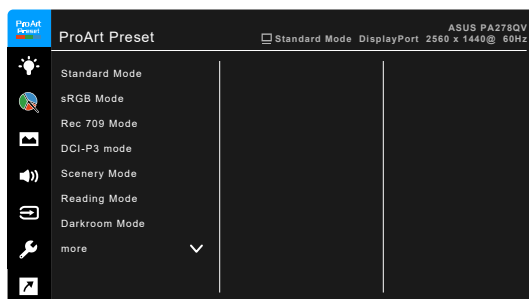 ProArt
Preset
ProArt Preset
ASUS PA278QV
Standard Mode DisplayPort 2560 x 1440@ 60Hz
Standard Mode
sRGB Mode
Rec 709 Mode
DCI-P3 mode
Scenery Mode
Reading Mode
Darkroom Mode
more